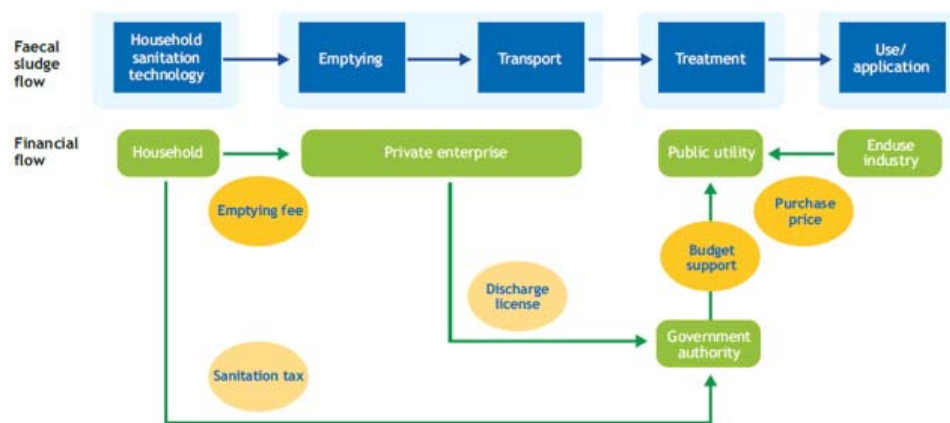 Faecal
sludge
flow
Household
sanitation
technology
Emptying
Transport
Treatment
Use/
application
Financial
flow
Household
Private enterprise
Public utility
Enduse
industry
Emptying fee
Purchase
price
Budget
support
Discharge
license
Government
authority
Sanitation tax